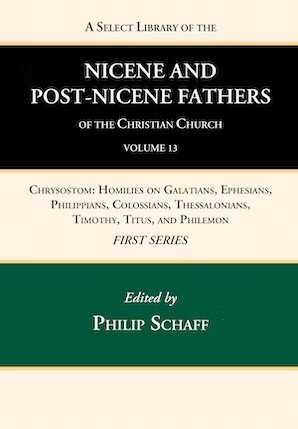 A Select Library of the
Nicene and
Post-Nicene Fathers
of the Christian Church
Volume 13
Chrysostom: Homilies on Galatians, Ephesians,
Philippians, Colossians, Thessalonians,
Timothy, Titus, and Philemon
First Series
Edited by
Philip Schaff